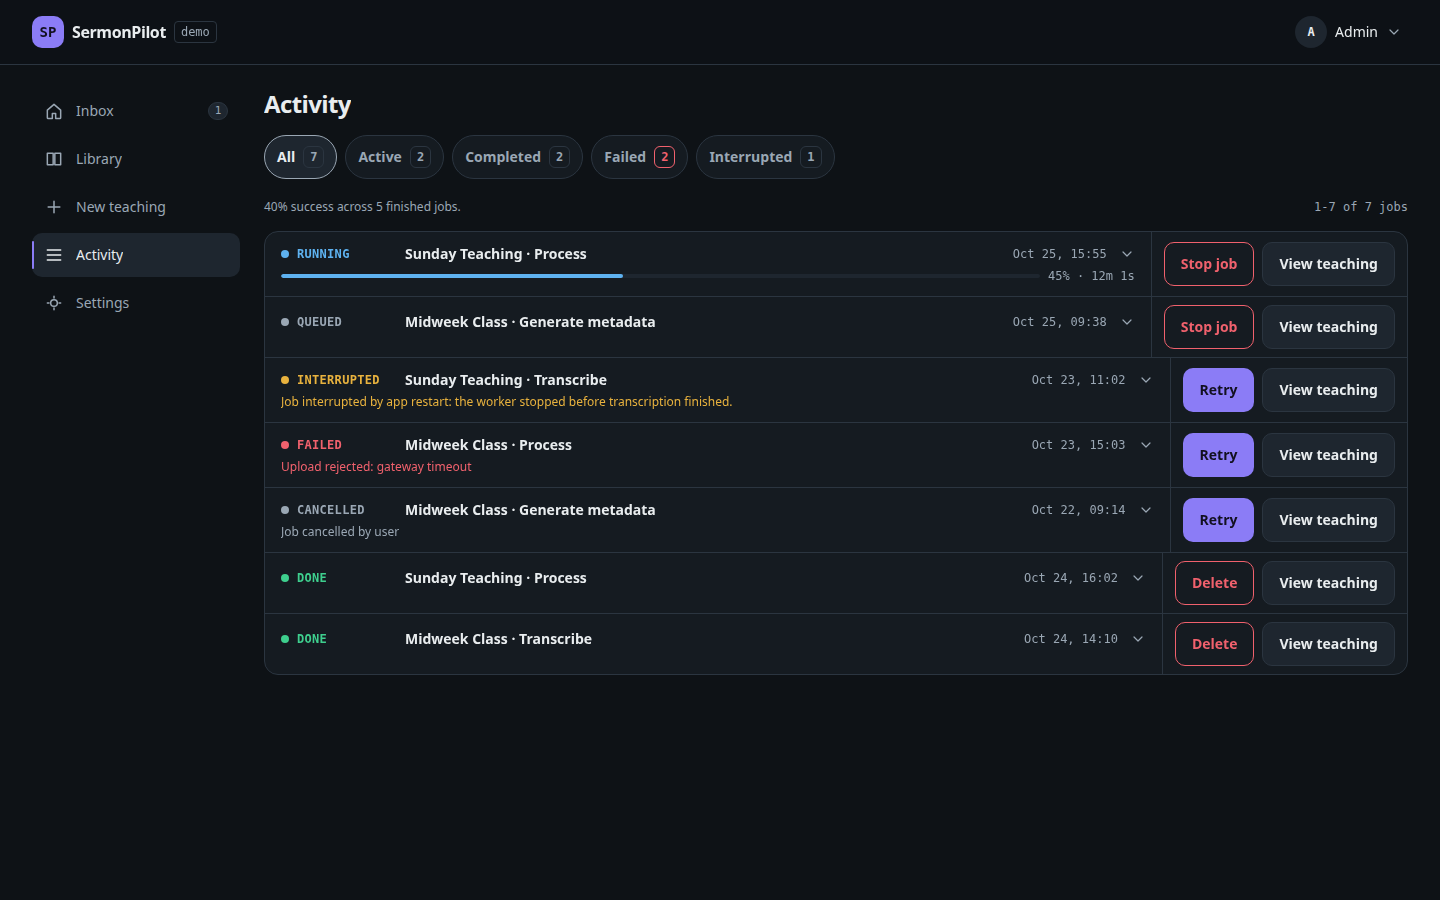 SP SermonPilot demo
A Admin
Inbox 1
Library
New teaching
Activity
Settings
Activity
All 7 Active 2 Completed 2 Failed 2 Interrupted 1
40% success across 5 finished jobs. 1-7 of 7 jobs
RUNNING Sunday Teaching · Process Oct 25, 15:55 Stop job View teaching
45% · 12m 1s
QUEUED Midweek Class · Generate metadata Oct 25, 09:38 Stop job View teaching
INTERRUPTED Sunday Teaching · Transcribe Oct 23, 11:02 Retry View teaching
Job interrupted by app restart: the worker stopped before transcription finished.
FAILED Midweek Class · Process Oct 23, 15:03 Retry View teaching
Upload rejected: gateway timeout
CANCELLED Midweek Class · Generate metadata Oct 22, 09:14 Retry View teaching
Job cancelled by user
DONE Sunday Teaching · Process Oct 24, 16:02 Delete View teaching
DONE Midweek Class · Transcribe Oct 24, 14:10 Delete View teaching